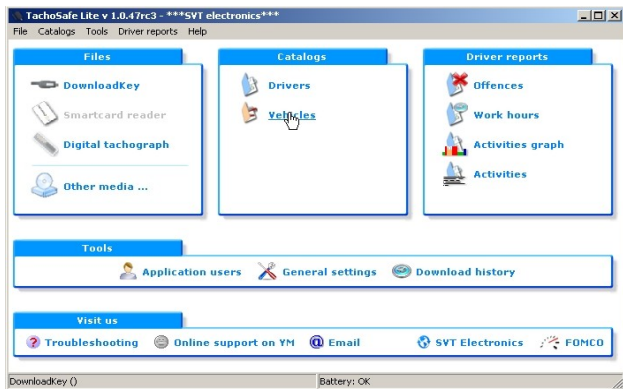 TachoSafe Lite v 1.0.47rc3 - ***SVT electronics***
File Catalogs Tools Driver reports Help
Files
DownloadKey
Smartcard reader
Digital tachograph
Other media ...
Catalogs
Drivers
Vehicles
Driver reports
Offences
Work hours
Activities graph
Activities
Tools
Application users General settings Download history
Visit us
Troubleshooting Online support on YM Email SVT Electronics FOMCO
DownloadKey () Battery: OK